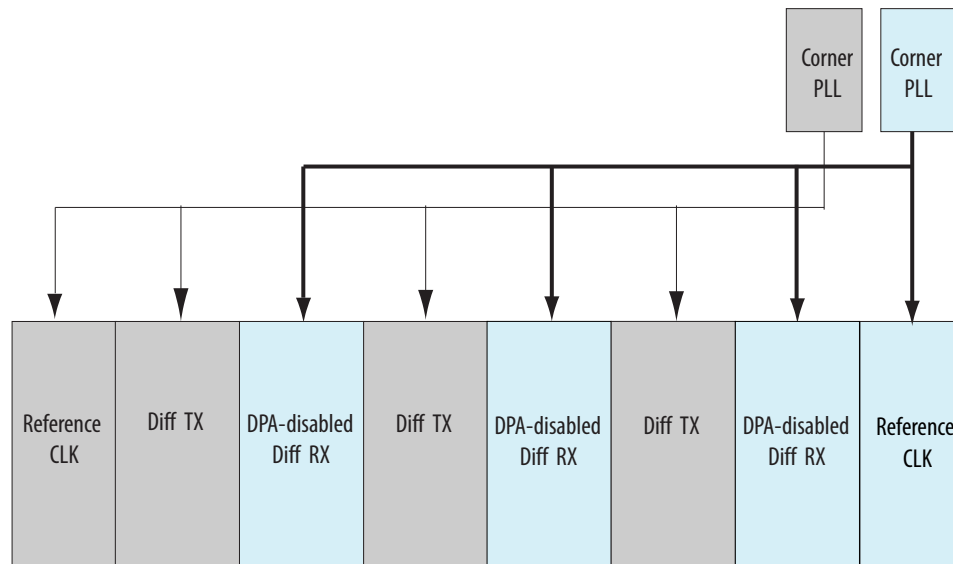 Corner
PLL
Corner
PLL
Reference
CLK
Diff TX
DPA-disabled
Diff RX
Diff TX
DPA-disabled
Diff RX
Diff TX
DPA-disabled
Diff RX
Reference
CLK